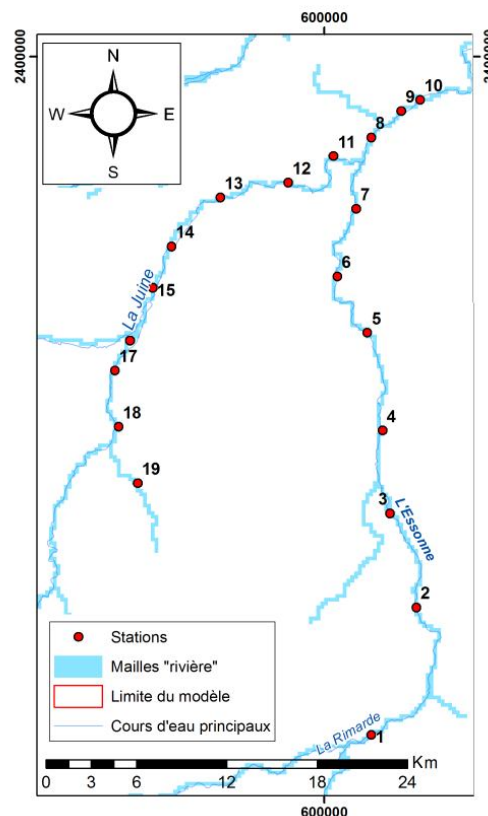 600000
2400000
2400000
N
W
E
S
10
9
8
11
12
13
7
14
La Juine
6
15
5
17
18
4
19
3
L'Essonne
2
Stations
Mailles "rivière"
Limite du modèle
Cours d'eau principaux
La Rimarde
1
Km
0
3
6
12
18
24
600000